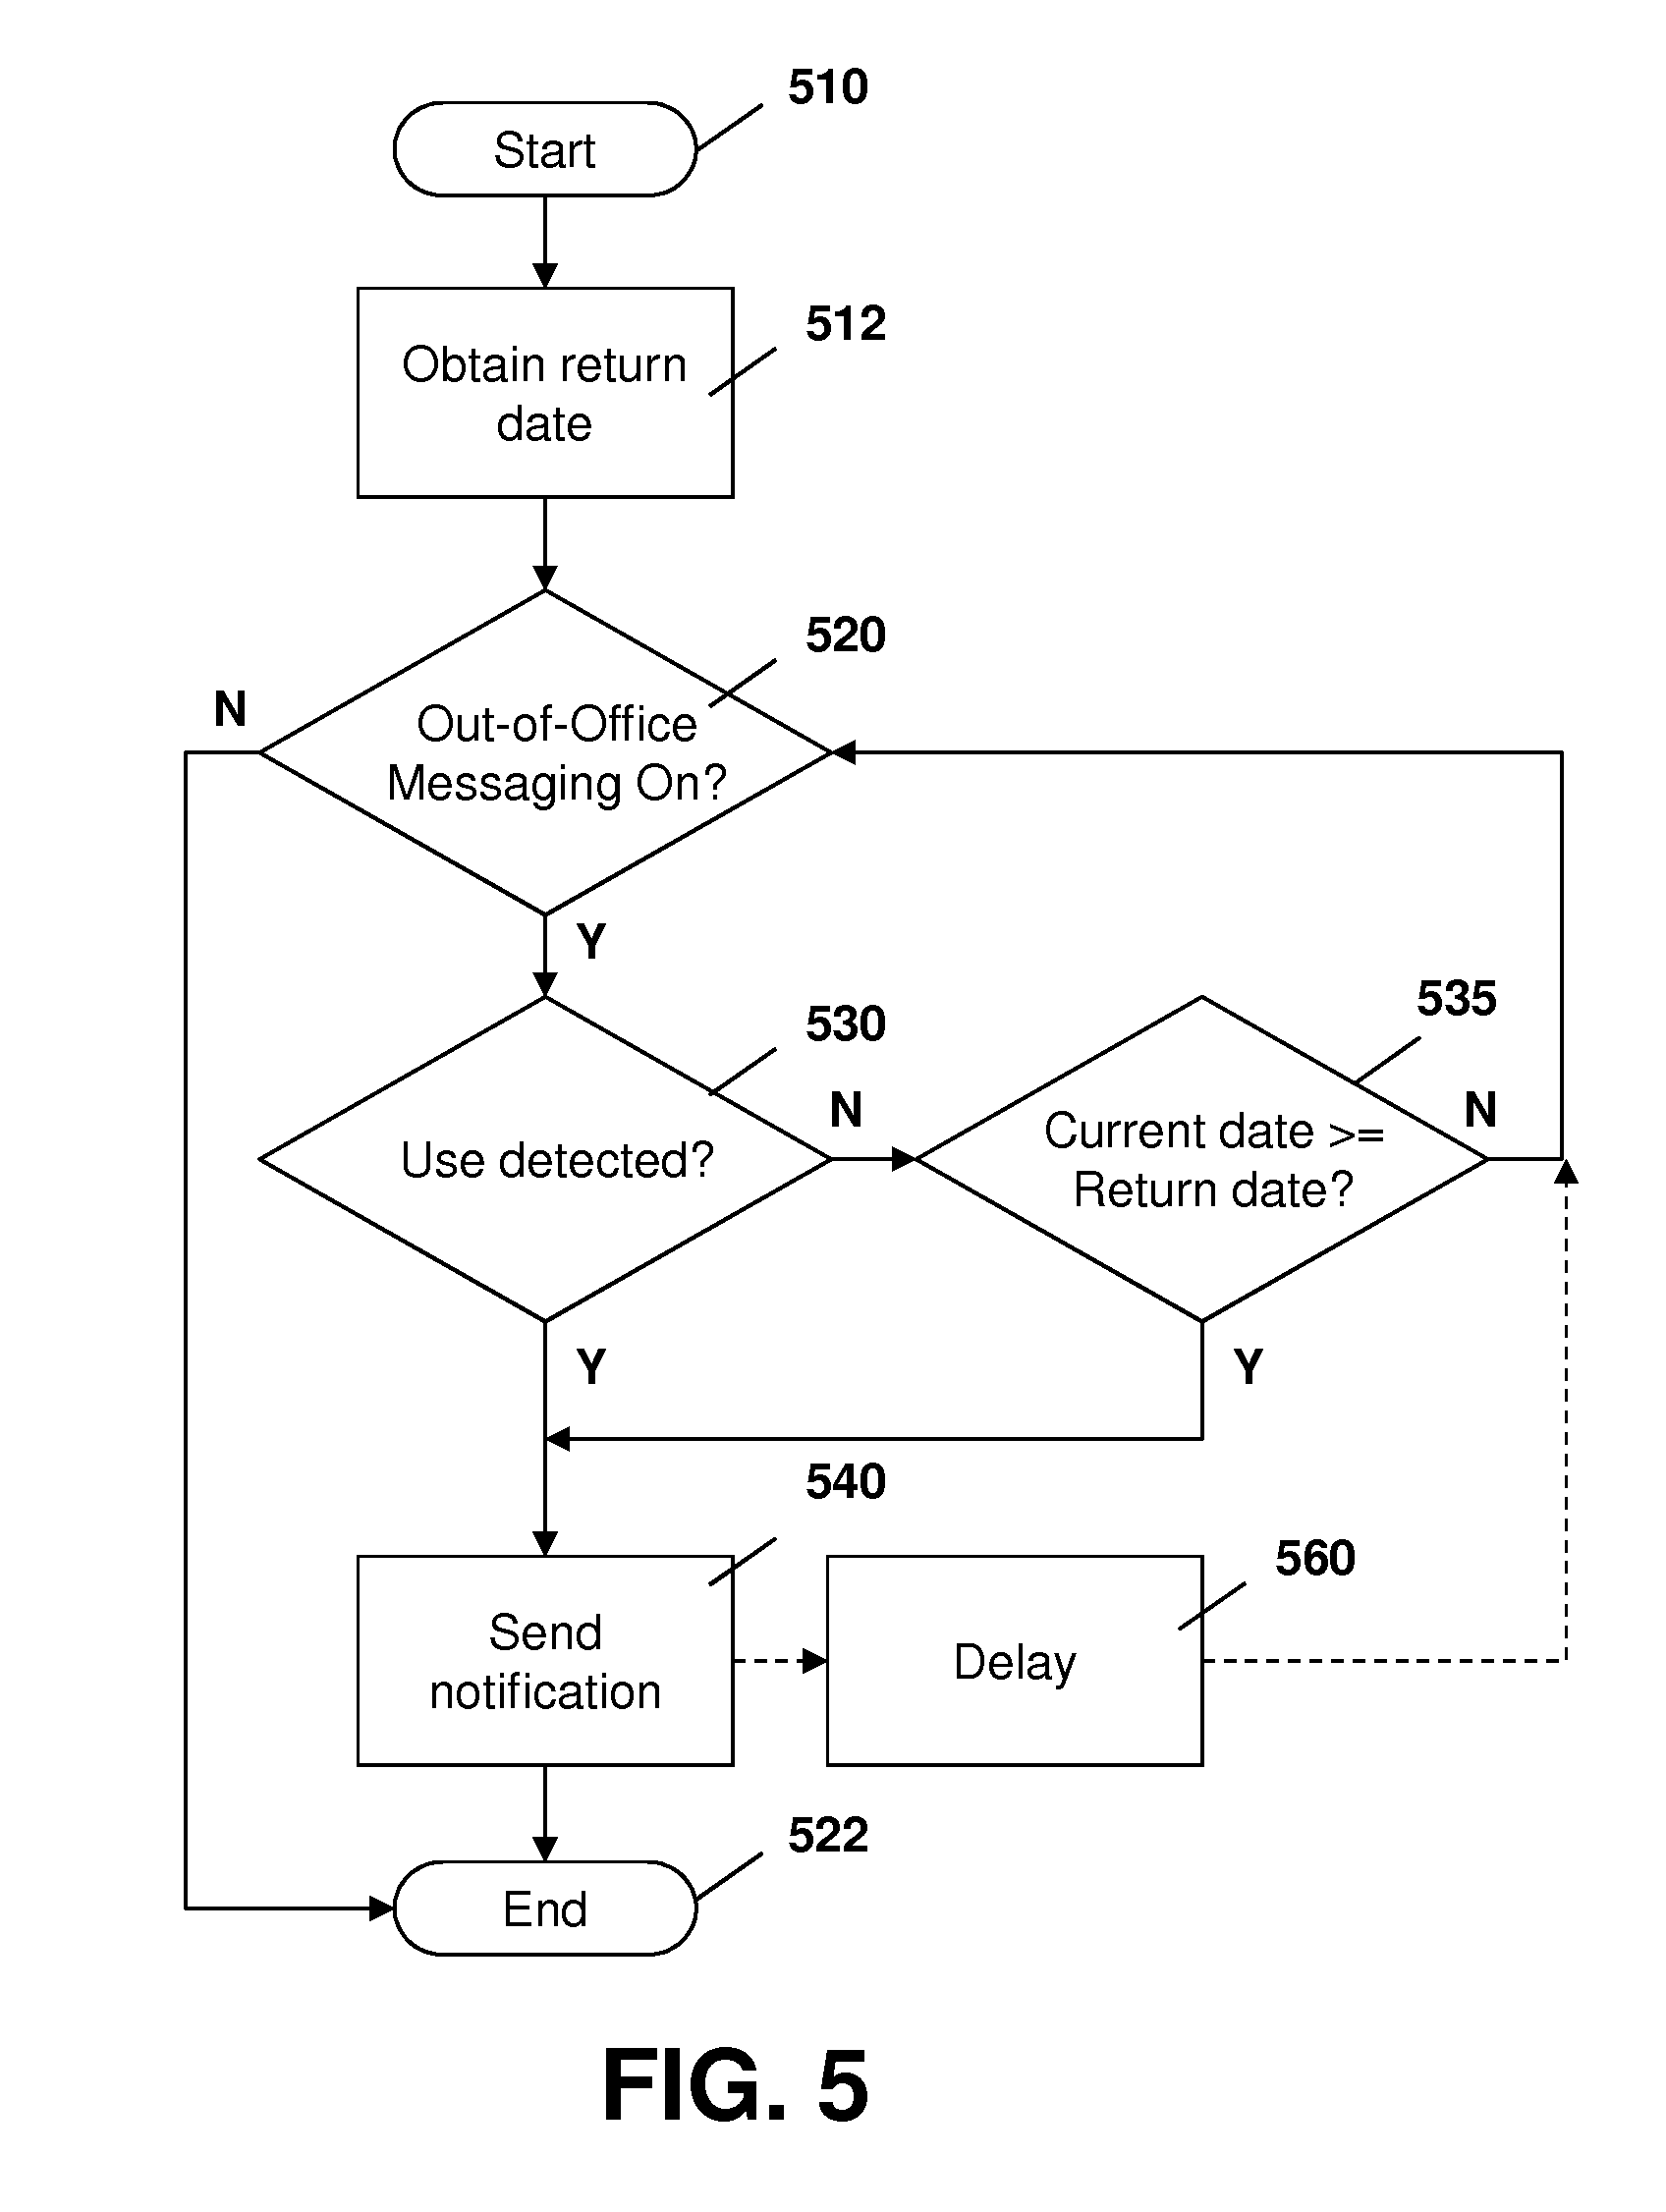 510
Start
512
Obtain return
date
520
N
Out-of-Office
Messaging On?
Y
530
535
N
N
Use detected?
Current date >=
Return date?
Y
Y
540
560
Send
notification
Delay
522
End
FIG. 5